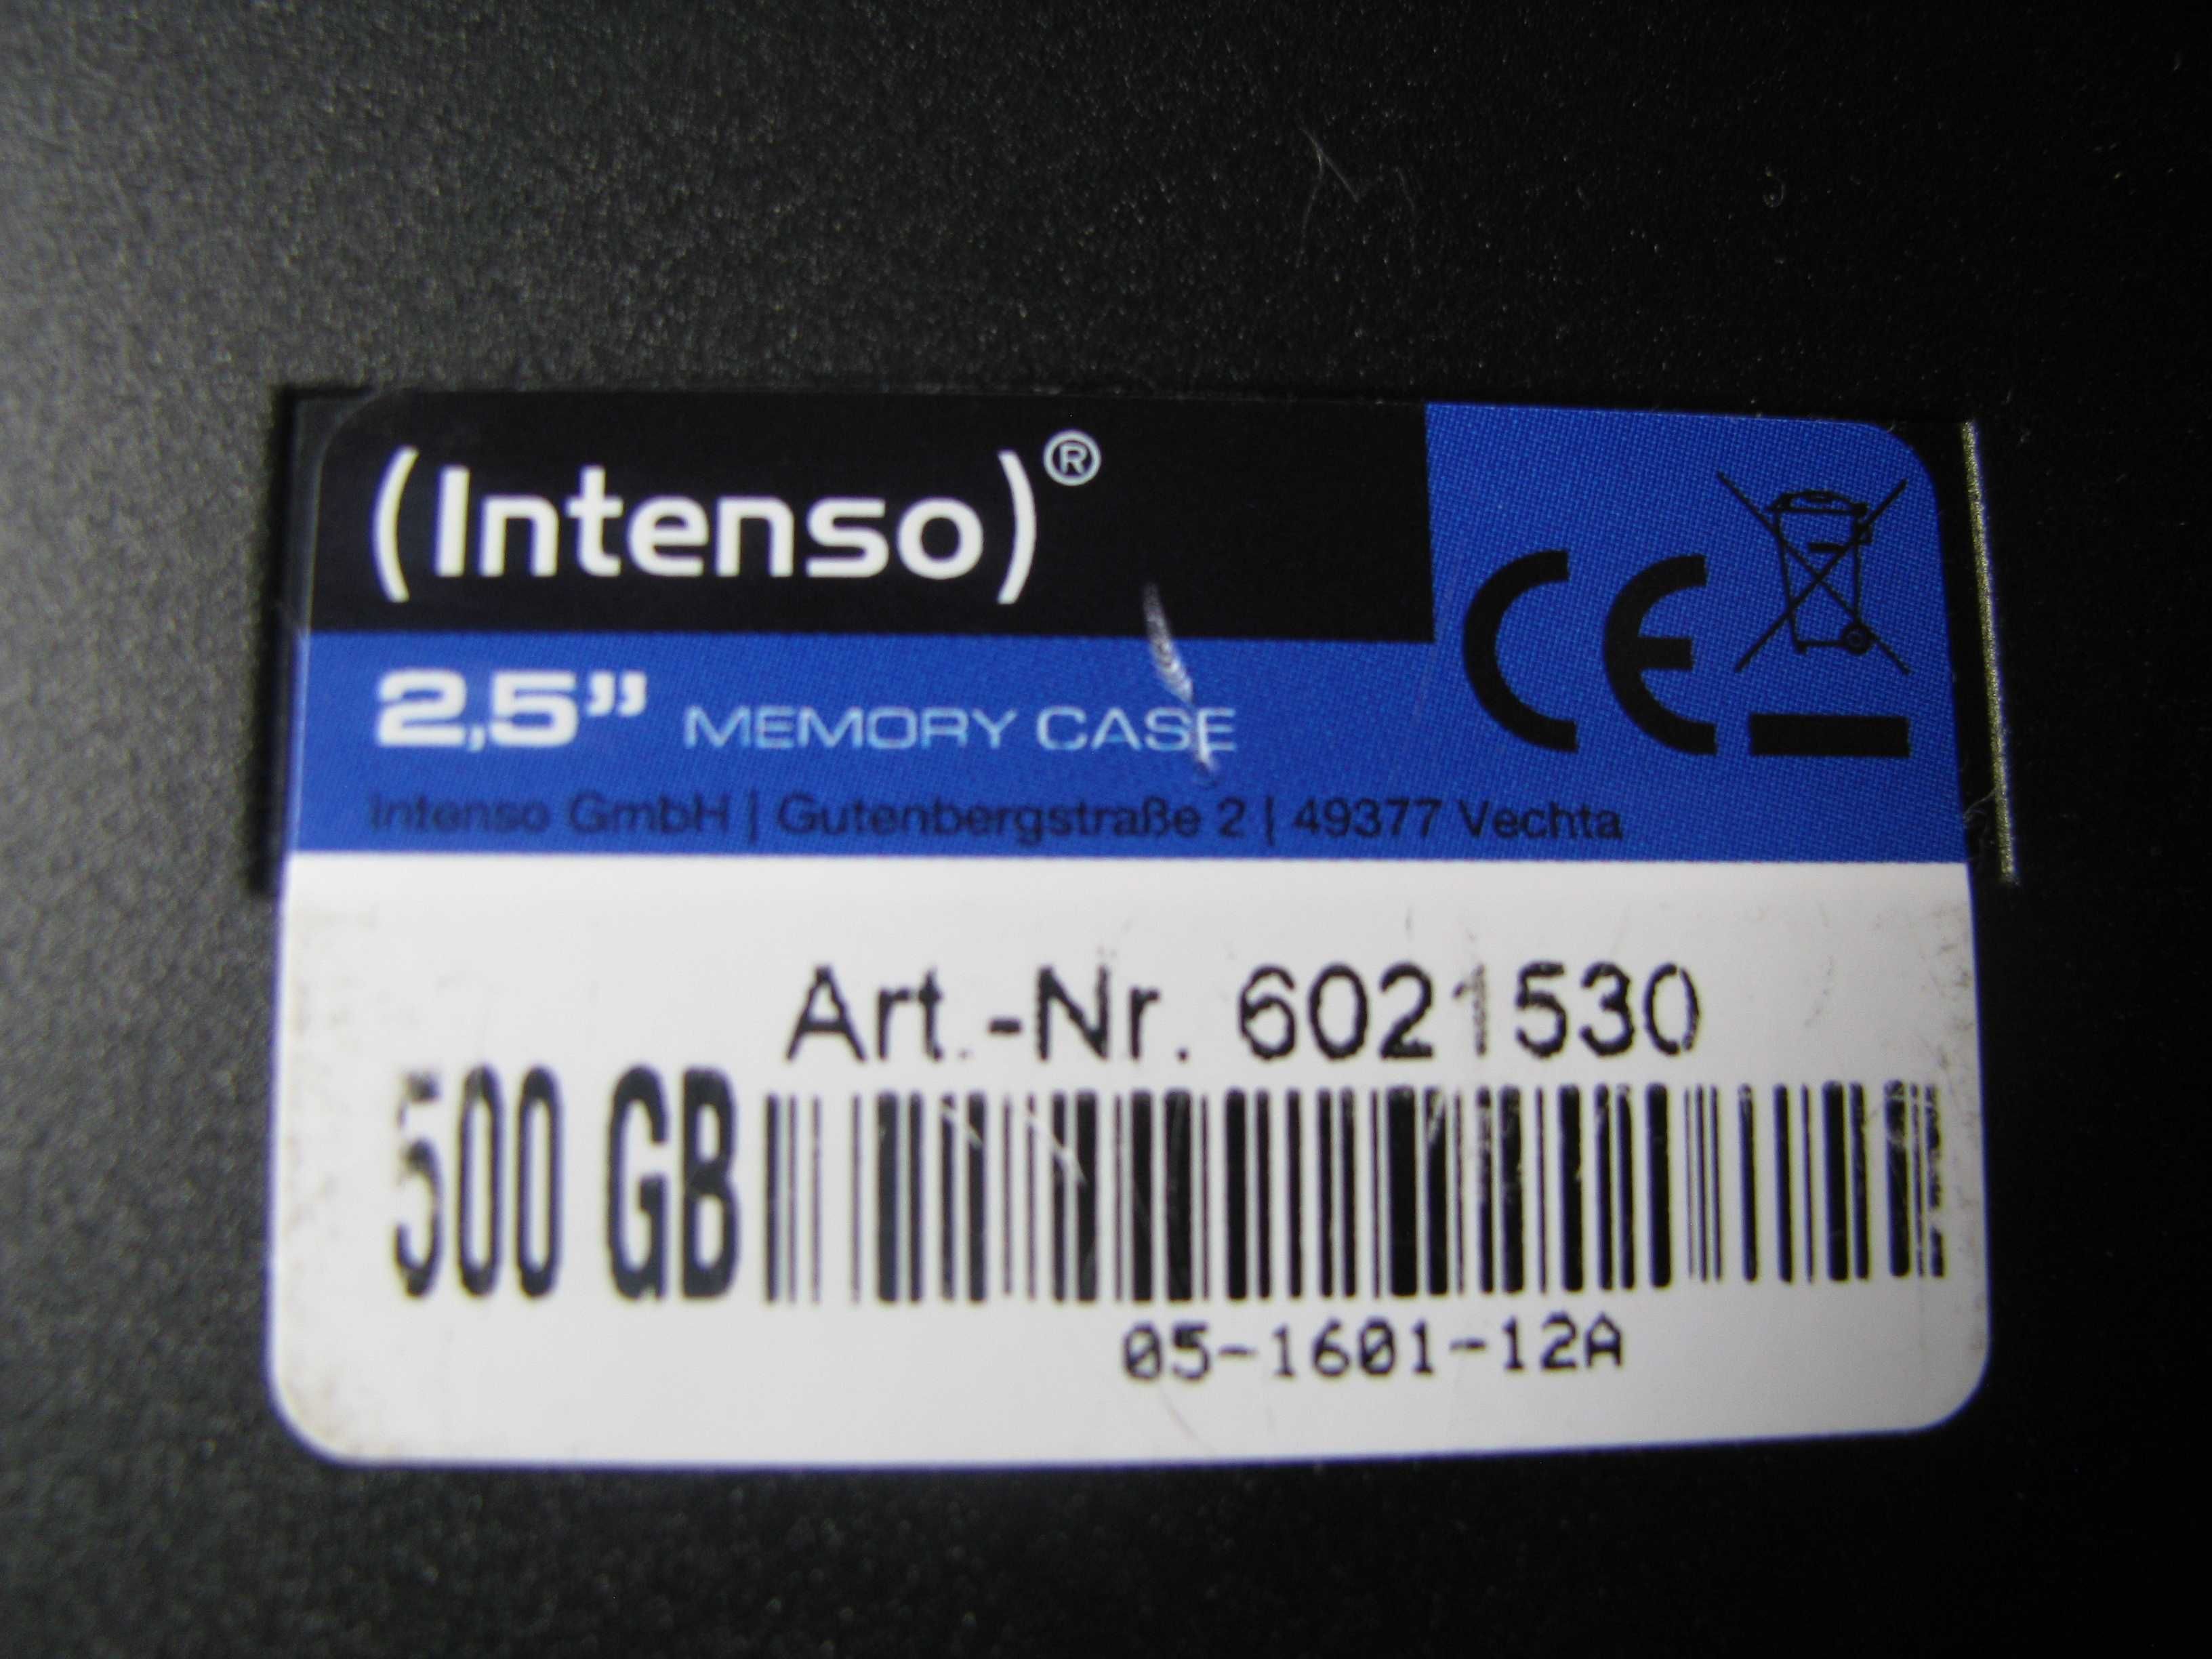 (Intenso)®
2,5” MEMORY CASE
CE
Intenso GmbH | Gutenbergstraße 2 | 49377 Vechta
Art.-Nr. 6021530
500 GB
05-1601-12A